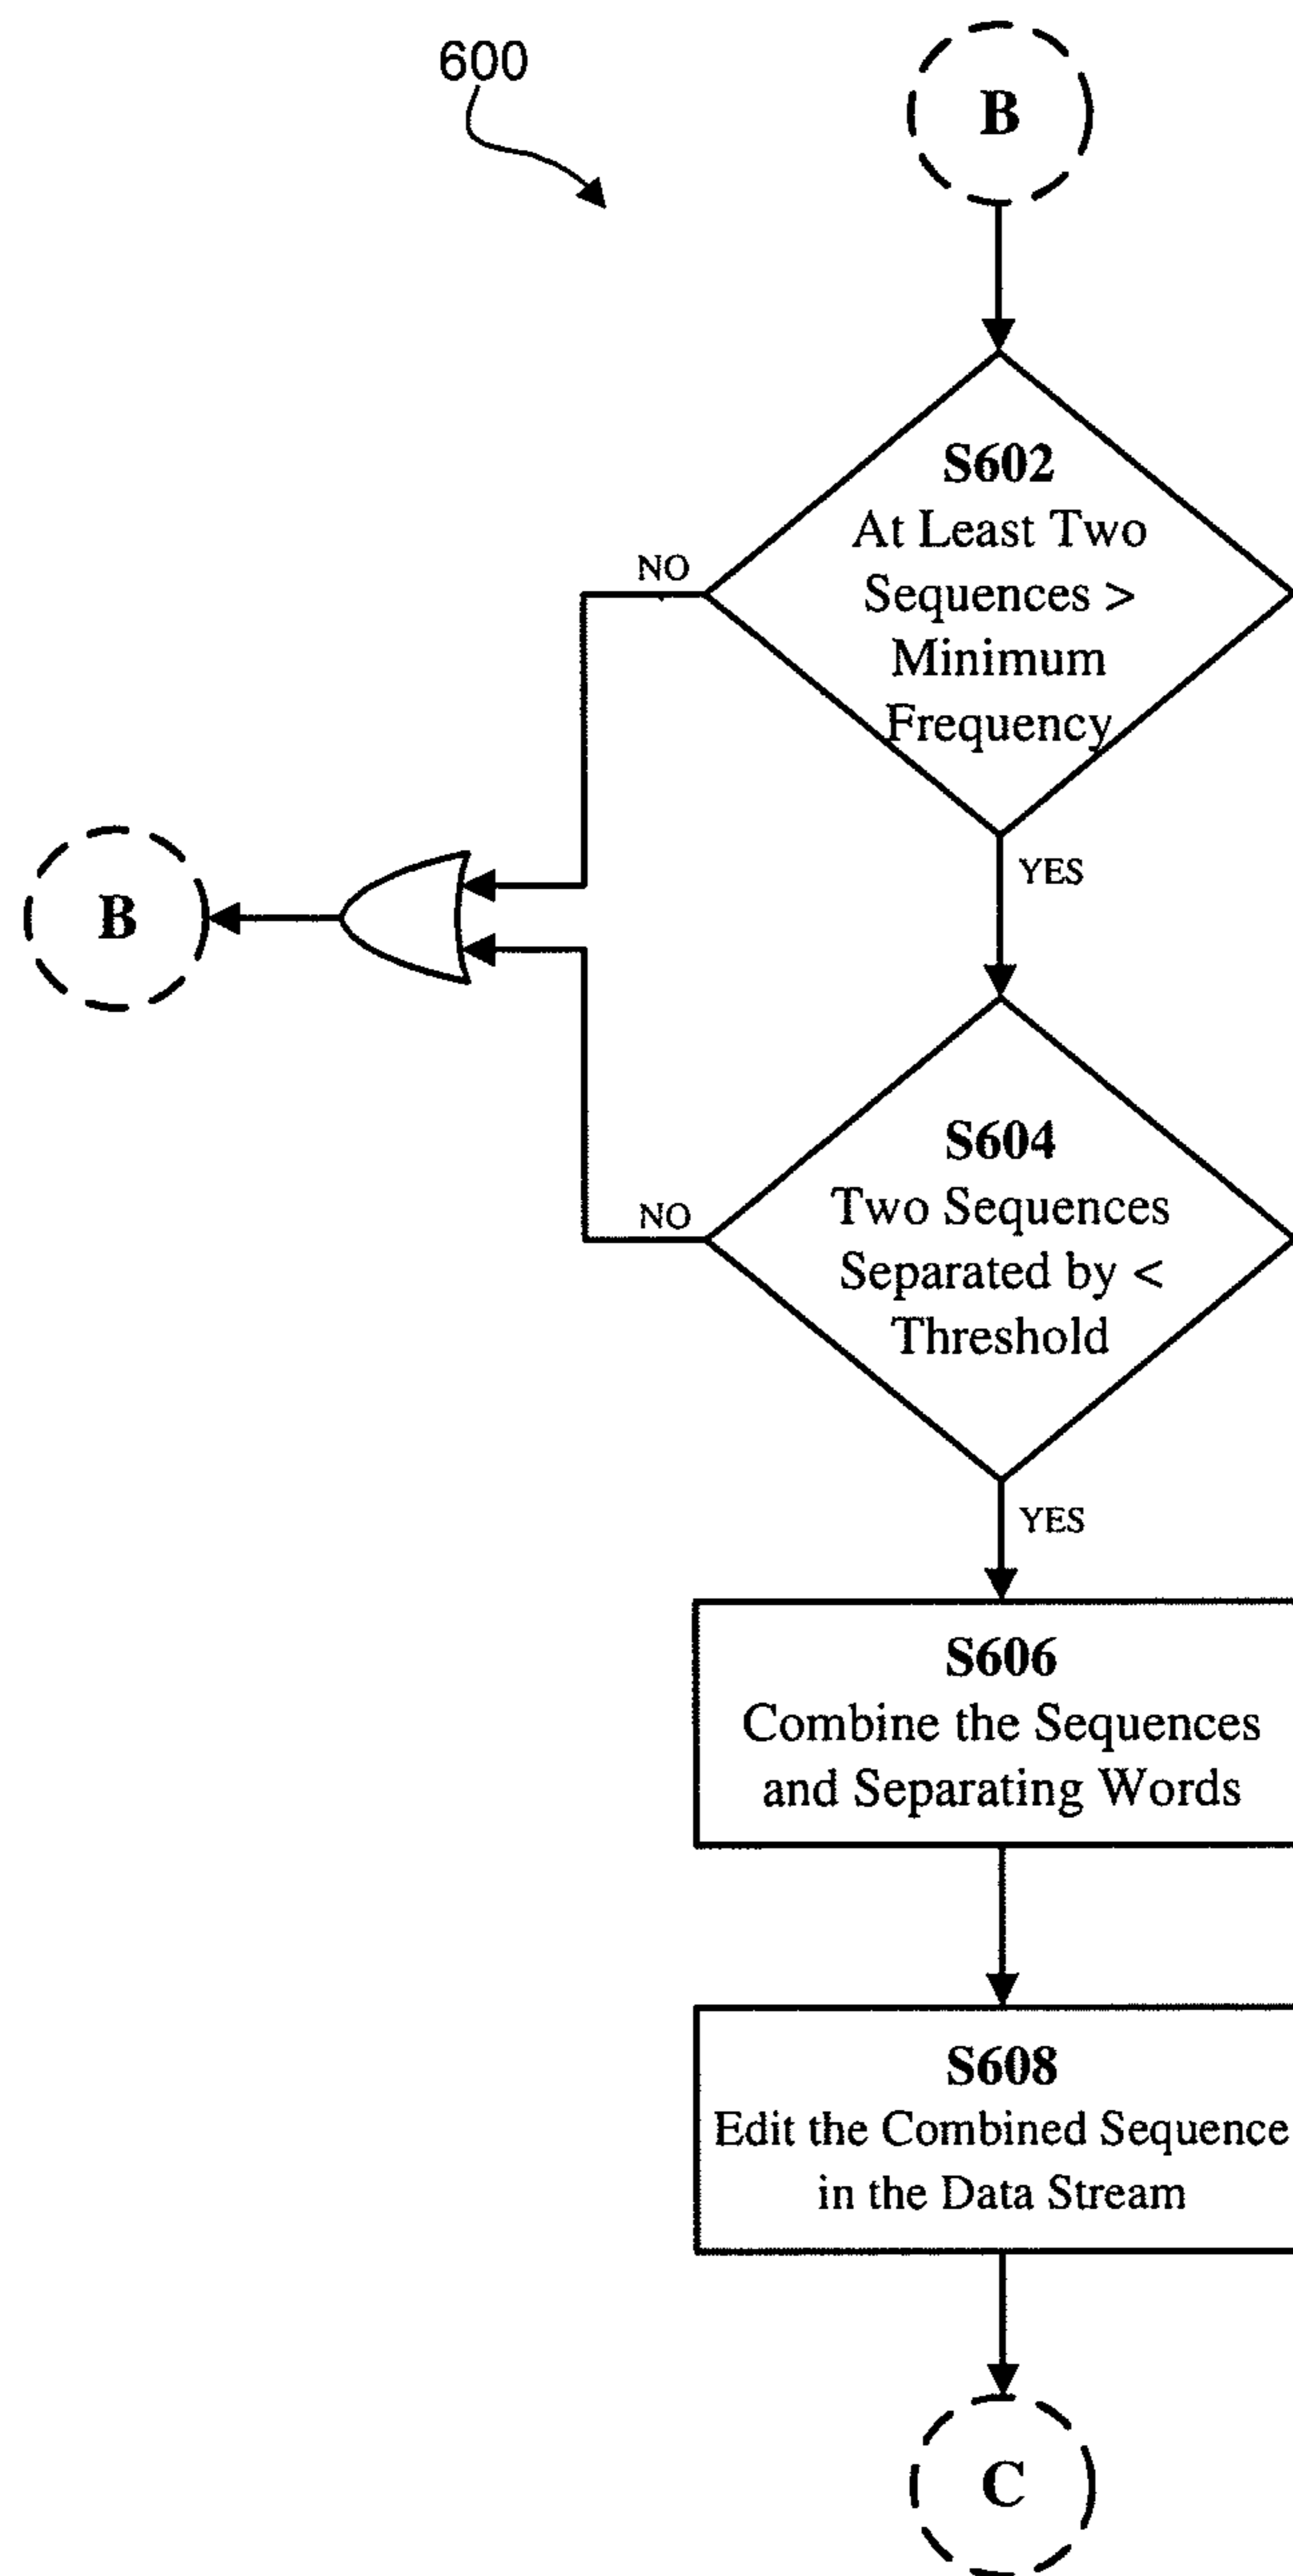 600
B
S602
At Least Two
Sequences >
Minimum
Frequency
NO
YES
B
S604
Two Sequences
Separated by <
Threshold
NO
YES
S606
Combine the Sequences
and Separating Words
S608
Edit the Combined Sequence
in the Data Stream
C